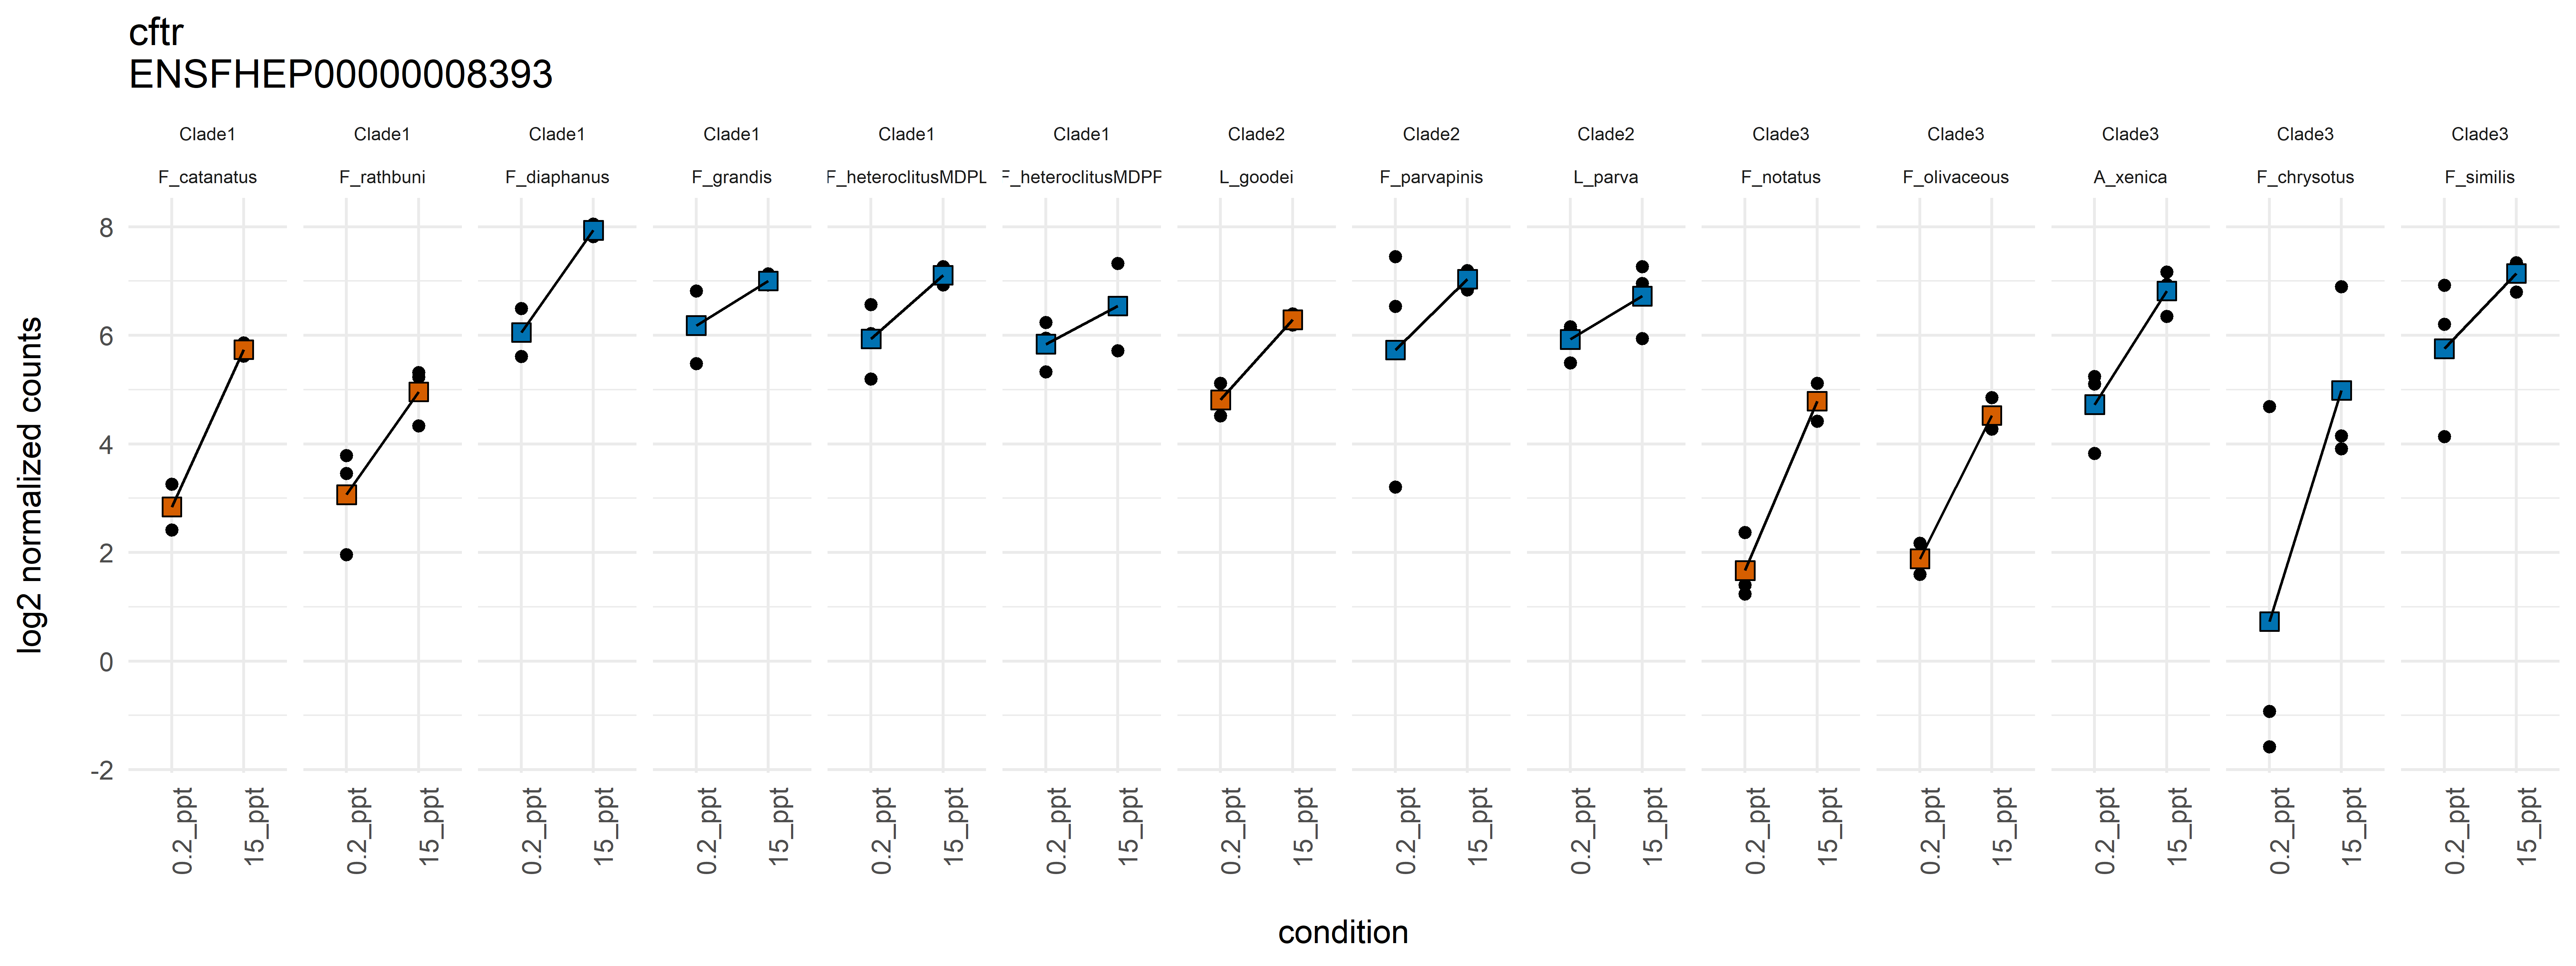 cftr
ENSFHEP00000008393
Clade1 Clade1 Clade1 Clade1 Clade1 Clade1 Clade2 Clade2 Clade2 Clade3 Clade3 Clade3 Clade3 Clade3
F_catanatus F_rathbuni F_diaphanus F_grandis F_heteroclitusMDPL F_heteroclitusMDPP L_goodei F_parvapinis L_parva F_notatus F_olivaceous A_xenica F_chrysotus F_similis
8
6
4
2
0
-2
log2 normalized counts
0.2_ppt 15_ppt 0.2_ppt 15_ppt 0.2_ppt 15_ppt 0.2_ppt 15_ppt 0.2_ppt 15_ppt 0.2_ppt 15_ppt 0.2_ppt 15_ppt 0.2_ppt 15_ppt 0.2_ppt 15_ppt 0.2_ppt 15_ppt 0.2_ppt 15_ppt 0.2_ppt 15_ppt 0.2_ppt 15_ppt 0.2_ppt 15_ppt
condition